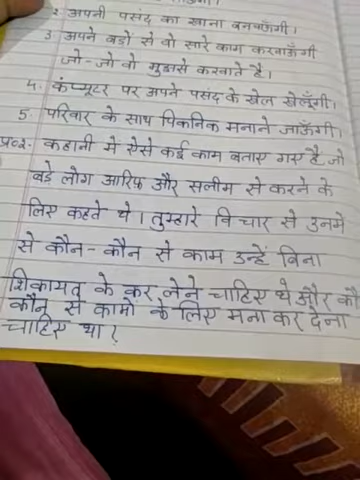 2. अपनी पसंद का खाना बनवाऊँगी।
3. अपने बड़ों से वो सारे काम करवाऊँगी
जो-जो वो मुझसे करवाते है।
4. कंप्यूटर पर अपने पसंद के खेल खेलूँगी।
5. परिवार के साथ पिकनिक मनाने जाऊँगी।
प्र०2. कहानी में ऐसे कई काम बताए गए है जो
बड़े लोग आरिफ़ और सलीम से करने के
लिए कहते थे। तुम्हारे विचार से उनमें
से कौन-कौन से काम उन्हें बिना
शिकायत के कर लेने चाहिए थे और कौ
कौन से कामों के लिए मना कर देना
चाहिए था?